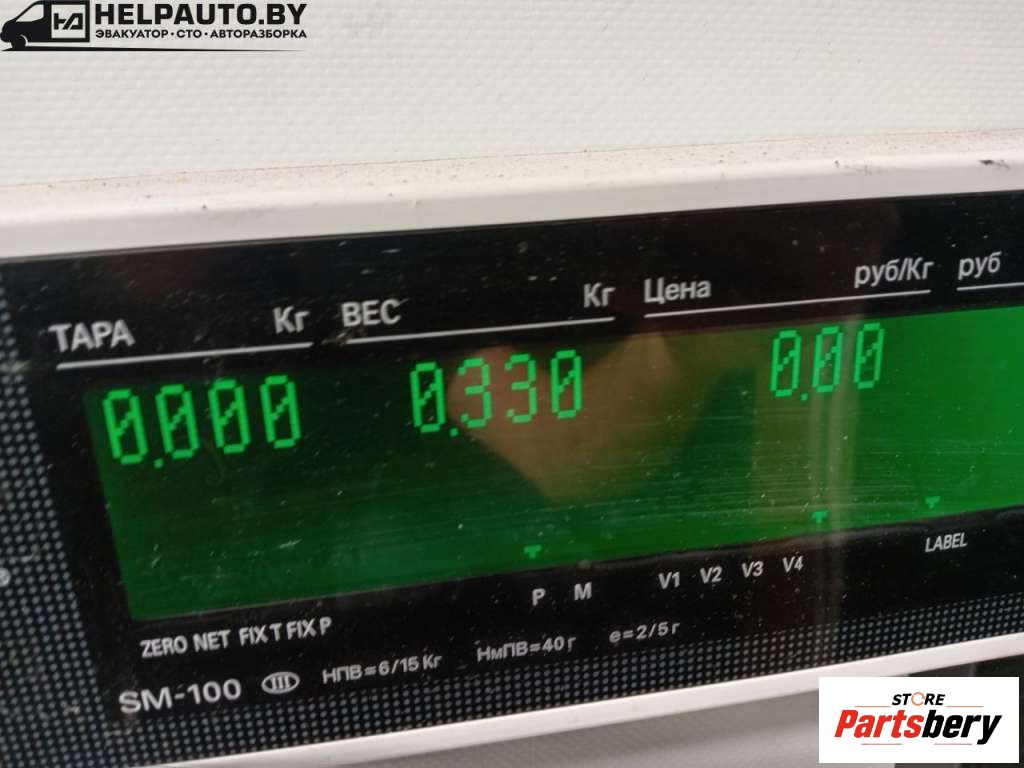 HELPAUTO.BY
ЭВАКУАТОР · СТО · АВТОРАЗБОРКА
ТАРА Кг ВЕС Кг Цена руб/Кг руб
0.000 0.330 0.00
P M V1 V2 V3 V4 LABEL
ZERO NET FIX T FIX P
SM-100 III НПВ=6/15 Кг НмПВ=40 г e=2/5 г
STORE
Partsbery